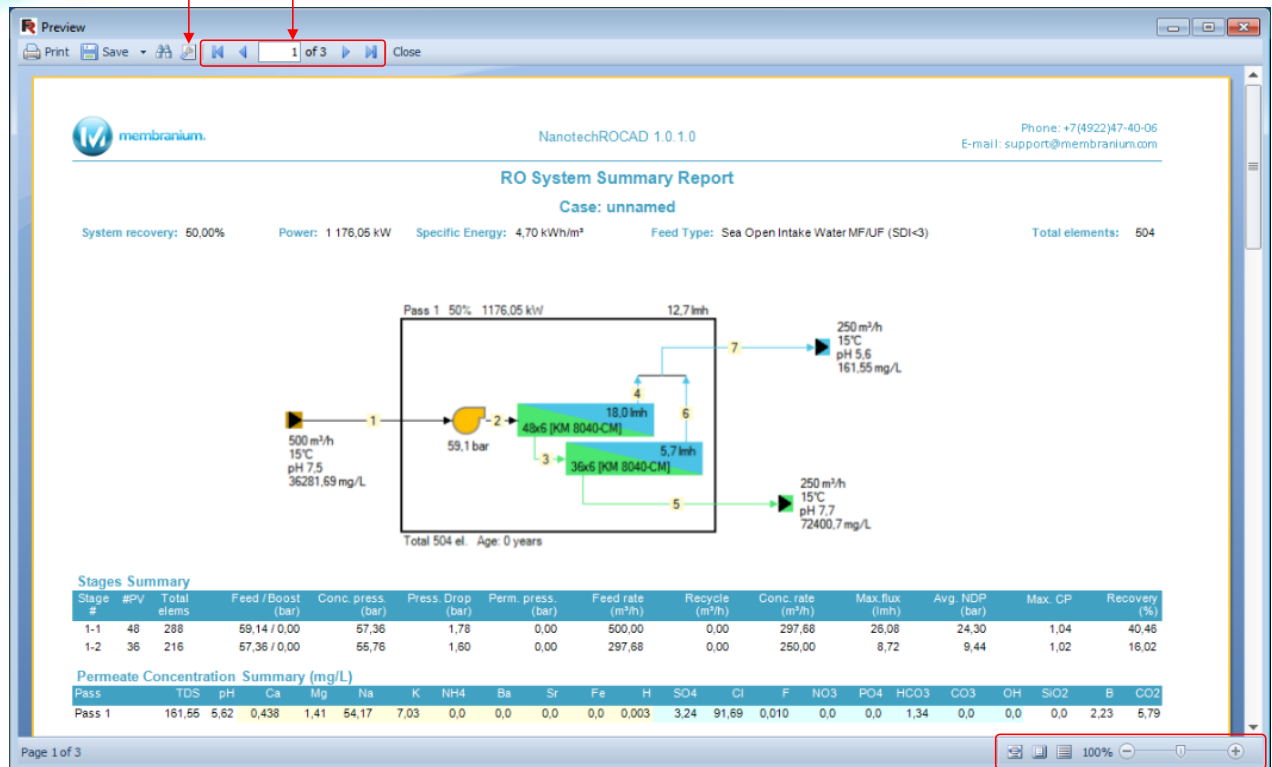 Preview
Print Save 1 of 3 Close
membranium.
NanotechROCAD 1.0.1.0
Phone: +7(4922)47-40-06
E-mail: support@membranium.com
RO System Summary Report
Case: unnamed
System recovery: 50,00% Power: 1 176,05 kW Specific Energy: 4,70 kWh/m³ Feed Type: Sea Open Intake Water MF/UF (SDI<3) Total elements: 504
Pass 1 50% 1176,05 kW 12,7 lmh
7
250 m³/h
15°C
pH 5,6
161,55 mg/L
4
1
2
18,0 lmh
6
48x6 [KM 8040-CM]
500 m³/h
15°C
pH 7,5
36281,69 mg/L
59,1 bar
3
5,7 lmh
36x6 [KM 8040-CM]
5
250 m³/h
15°C
pH 7,7
72400,7 mg/L
Total 504 el. Age: 0 years
Stages Summary
Stage #PV Total Feed / Boost Conc. press. Press. Drop Perm. press. Feed rate Recycle Conc. rate Max.flux Avg. NDP Max. CP Recovery
# elems (bar) (bar) (bar) (bar) (m³/h) (m³/h) (m³/h) (lmh) (bar) (%)
1-1 48 288 59,14 / 0,00 57,36 1,78 0,00 500,00 0,00 297,68 26,08 24,30 1,04 40,46
1-2 36 216 57,36 / 0,00 55,76 1,60 0,00 297,68 0,00 250,00 8,72 9,44 1,02 16,02
Permeate Concentration Summary (mg/L)
Pass TDS pH Ca Mg Na K NH4 Ba Sr Fe H SO4 Cl F NO3 PO4 HCO3 CO3 OH SiO2 B CO2
Pass 1 161,55 5,62 0,438 1,41 54,17 7,03 0,0 0,0 0,0 0,0 0,003 3,24 91,69 0,010 0,0 0,0 1,34 0,0 0,0 0,0 2,23 5,79
Page 1 of 3
100%